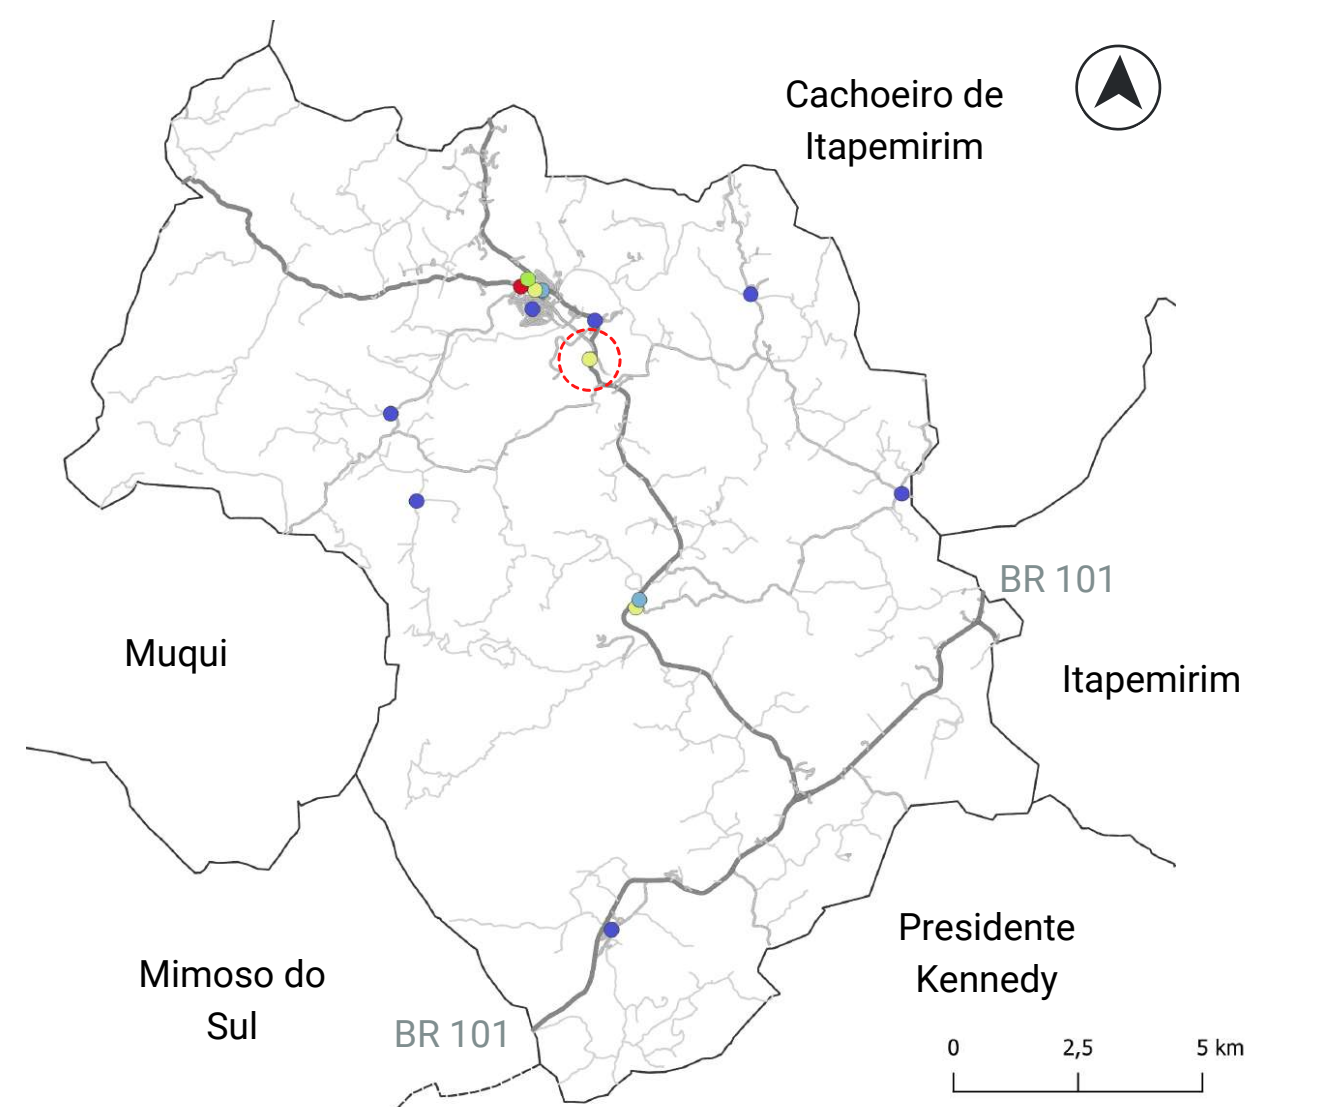 Cachoeiro de
Itapemirim
BR 101
Muqui
Itapemirim
Presidente
Kennedy
Mimoso do
Sul
BR 101
0 2,5 5 km